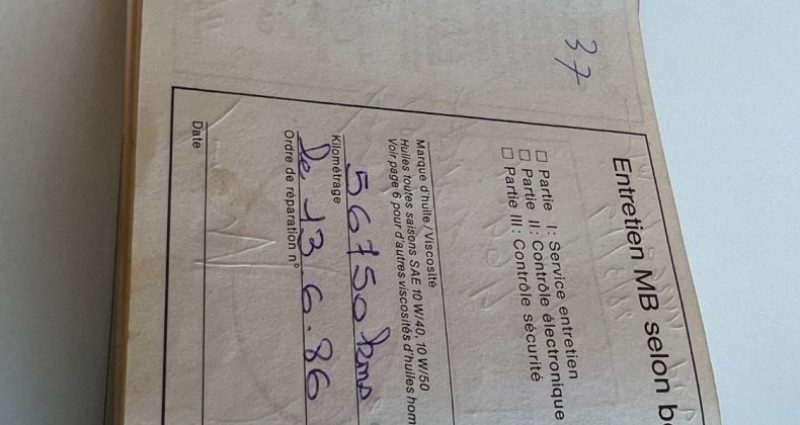 37
Entretien MB selon
☐ Partie I : Service entretien
☐ Partie II : Contrôle électronique
☐ Partie III : Contrôle sécurité
Marque d'huile/Viscosité
Huiles toutes saisons SAE 10 W/40, 10 W/50
Voir page 6 pour d'autres viscosités d'huiles hom
56750 kms
Kilométrage
Le 13 6.86
Ordre de réparation n°
Date